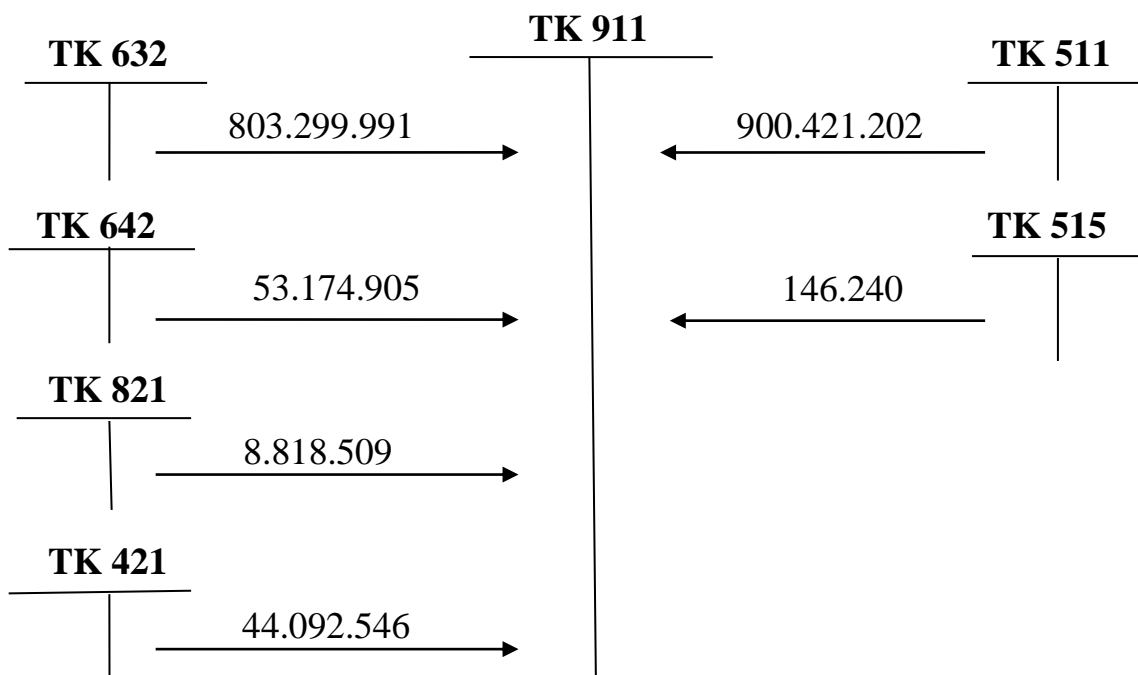 TK 911
TK 632
TK 511
803.299.991
900.421.202
TK 642
TK 515
53.174.905
146.240
TK 821
8.818.509
TK 421
44.092.546